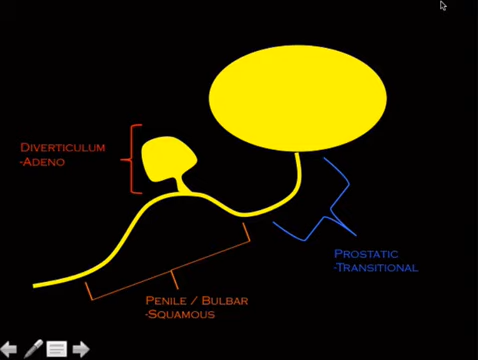 Diverticulum
-Adeno
Prostatic
-Transitional
Penile / Bulbar
-Squamous